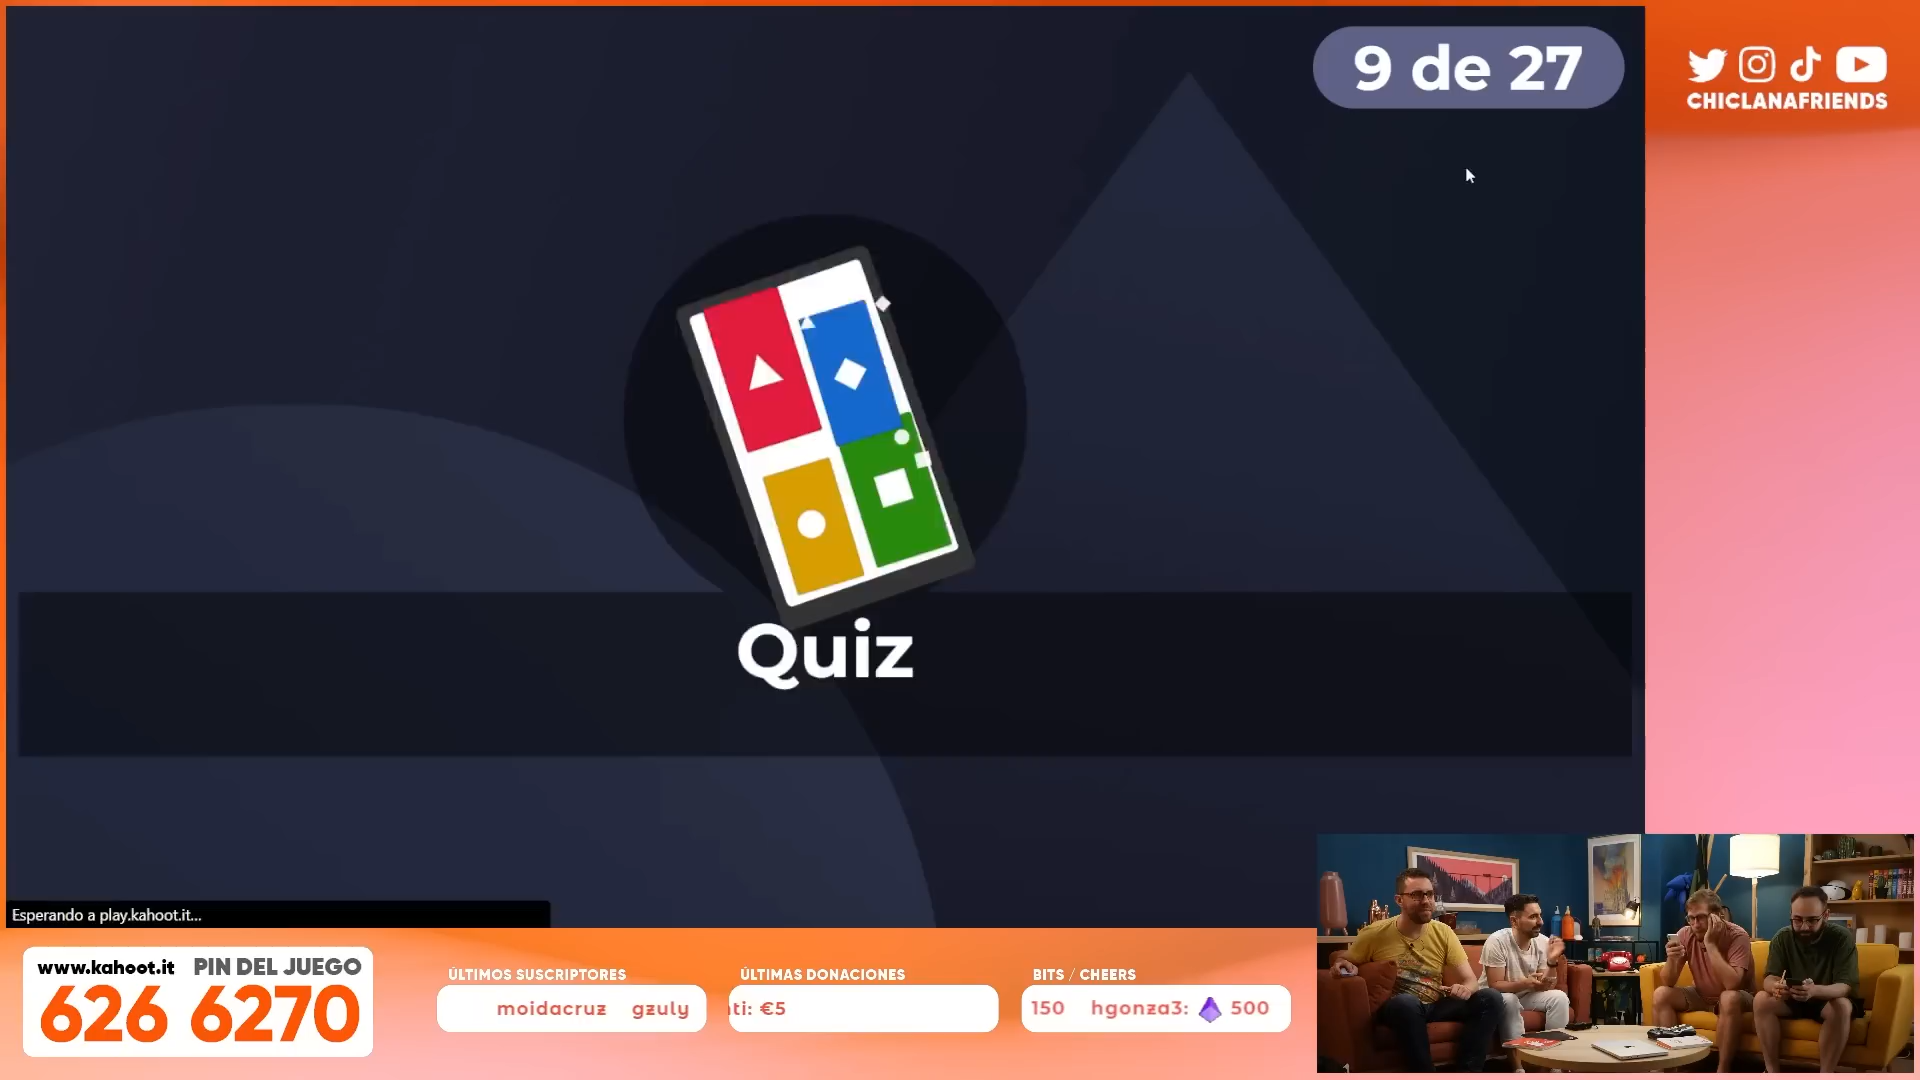 9 de 27
CHICLANAFRIENDS
Quiz
Esperando a play.kahoot.it...
www.kahoot.it PIN DEL JUEGO
626 6270
ÚLTIMOS SUSCRIPTORES
moidacruz gzuly
ÚLTIMAS DONACIONES
ti: €5
BITS / CHEERS
150 hgonza3: 500